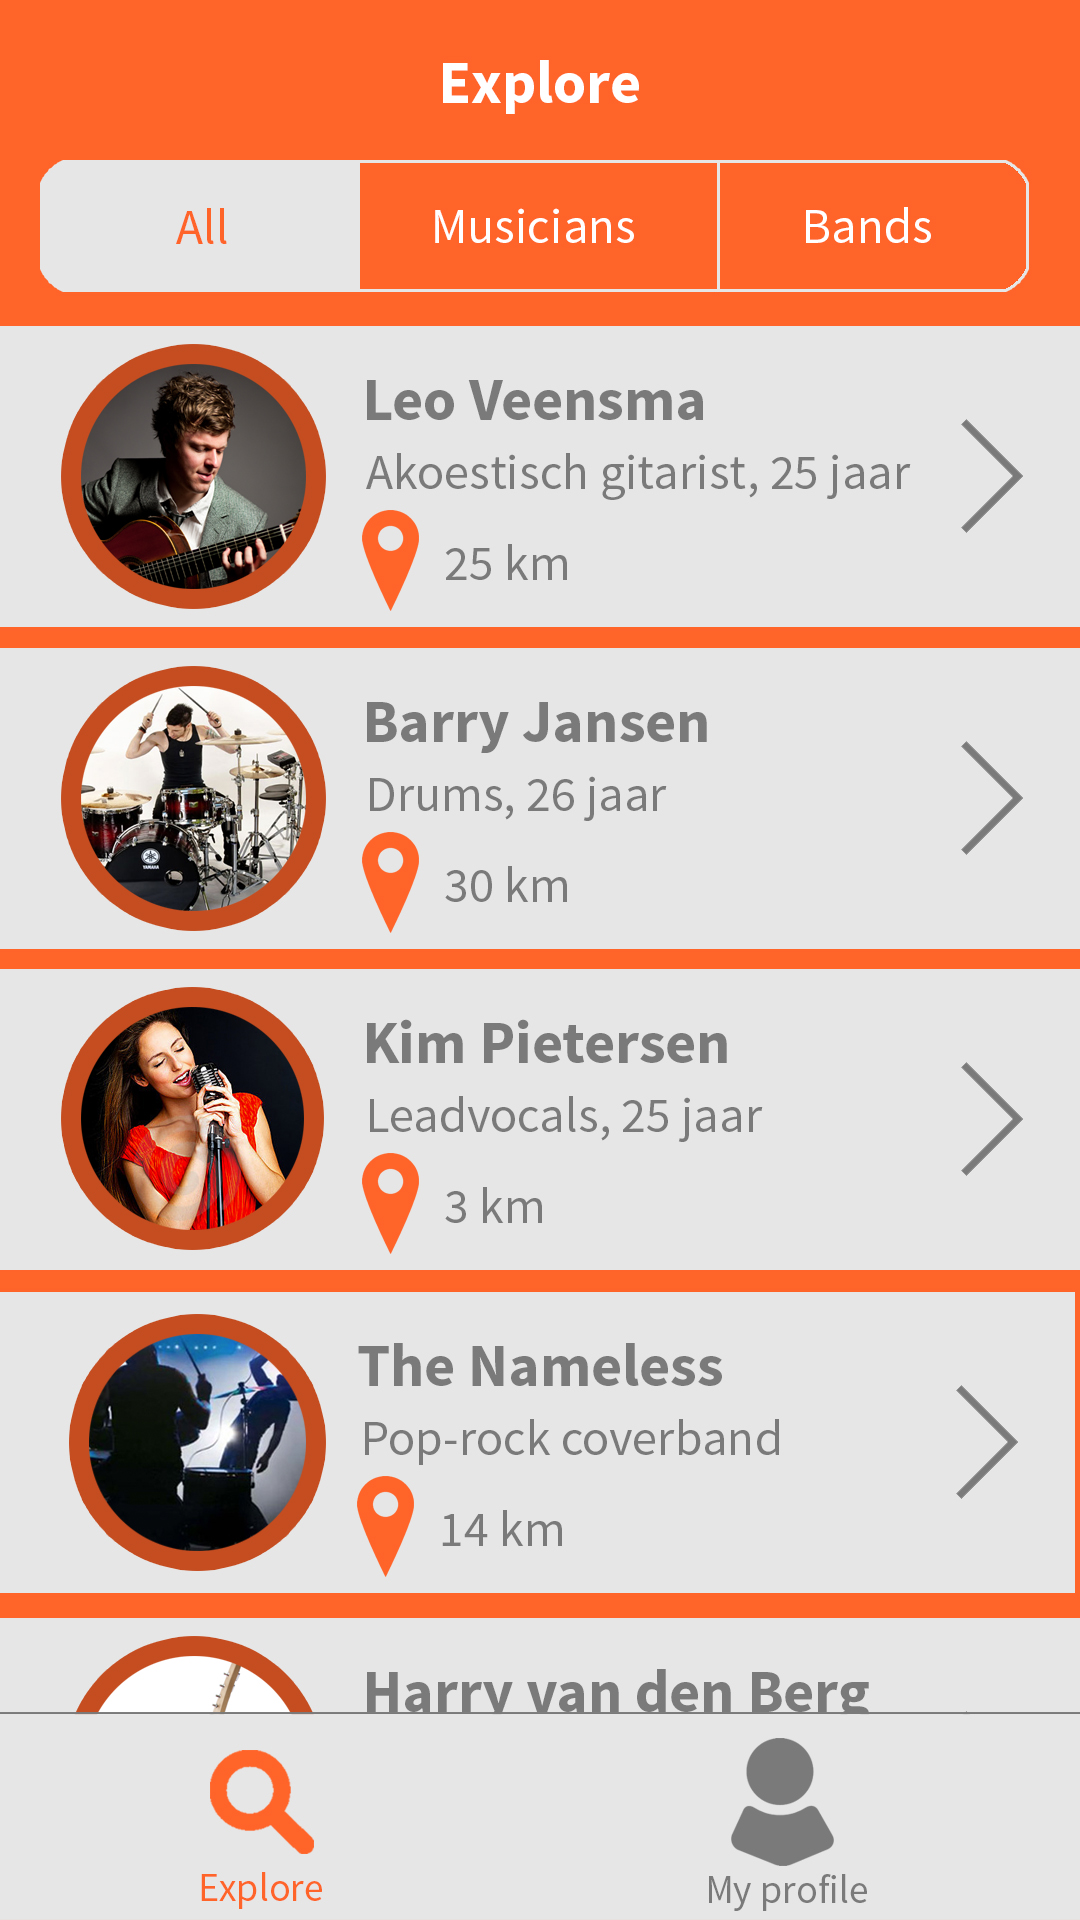 Explore
All
Musicians
Bands
Leo Veensma
Akoestisch gitarist, 25 jaar
25 km
Barry Jansen
Drums, 26 jaar
YAMAHA
30 km
Kim Pietersen
Leadvocals, 25 jaar
3 km
The Nameless
Pop-rock coverband
14 km
Harry van den Berg
Explore
My profile